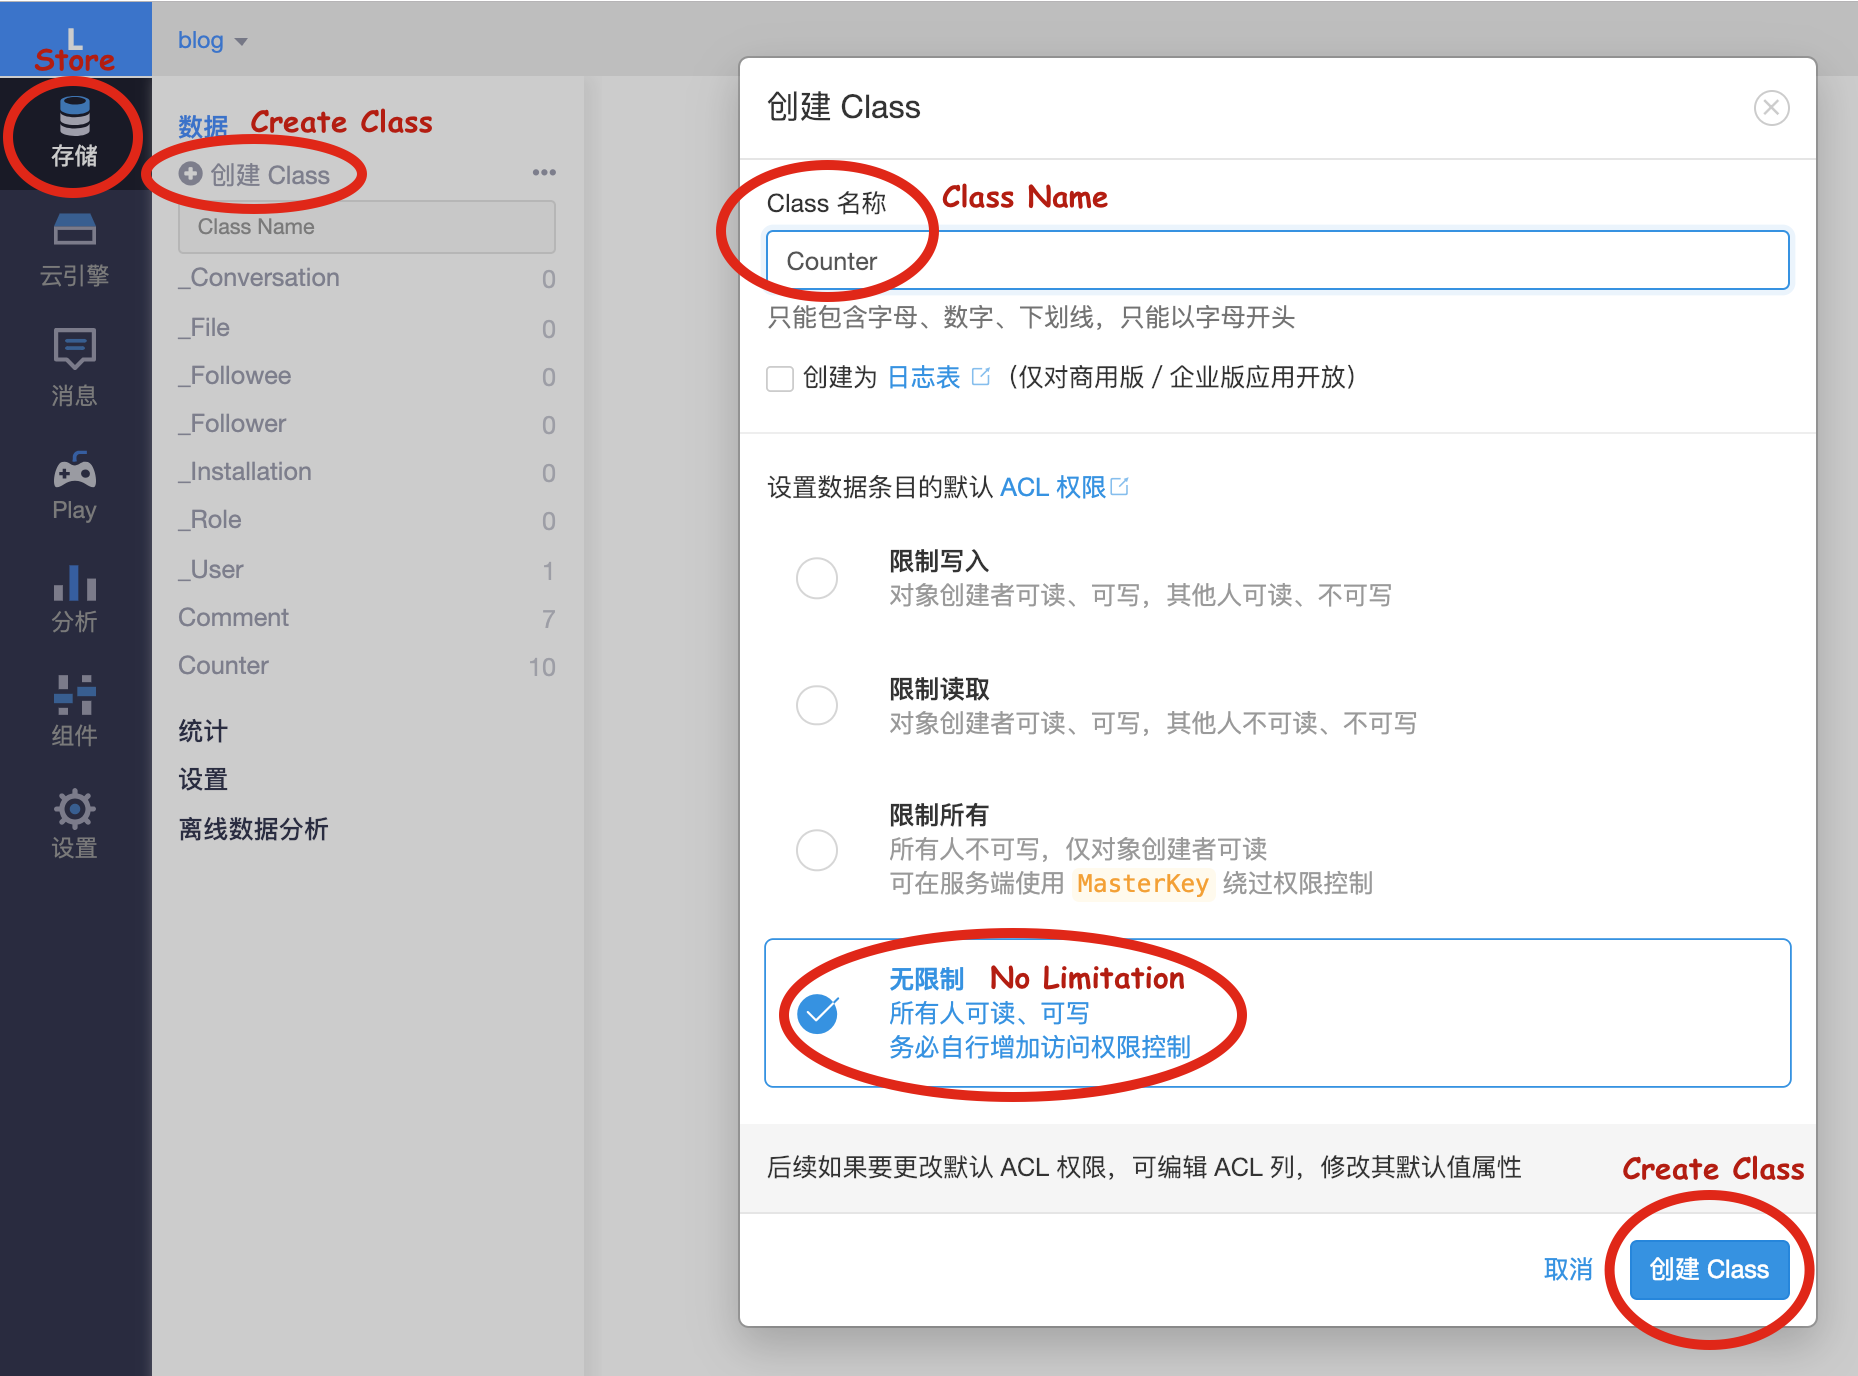 L
Store
存储
云引擎
消息
Play
分析
组件
设置
blog
数据 Create Class
创建 Class
Class Name
_Conversation 0
_File 0
_Followee 0
_Follower 0
_Installation 0
_Role 0
_User 1
Comment 7
Counter 10
统计
设置
离线数据分析
创建 Class
Class 名称 Class Name
Counter
只能包含字母、数字、下划线，只能以字母开头
创建为 日志表 （仅对商用版 / 企业版应用开放）
设置数据条目的默认 ACL 权限
限制写入
对象创建者可读、可写，其他人可读、不可写
限制读取
对象创建者可读、可写，其他人不可读、不可写
限制所有
所有人不可写，仅对象创建者可读
可在服务端使用 MasterKey 绕过权限控制
无限制 No Limitation
所有人可读、可写
务必自行增加访问权限控制
后续如果要更改默认 ACL 权限，可编辑 ACL 列，修改其默认值属性
Create Class
取消 创建 Class